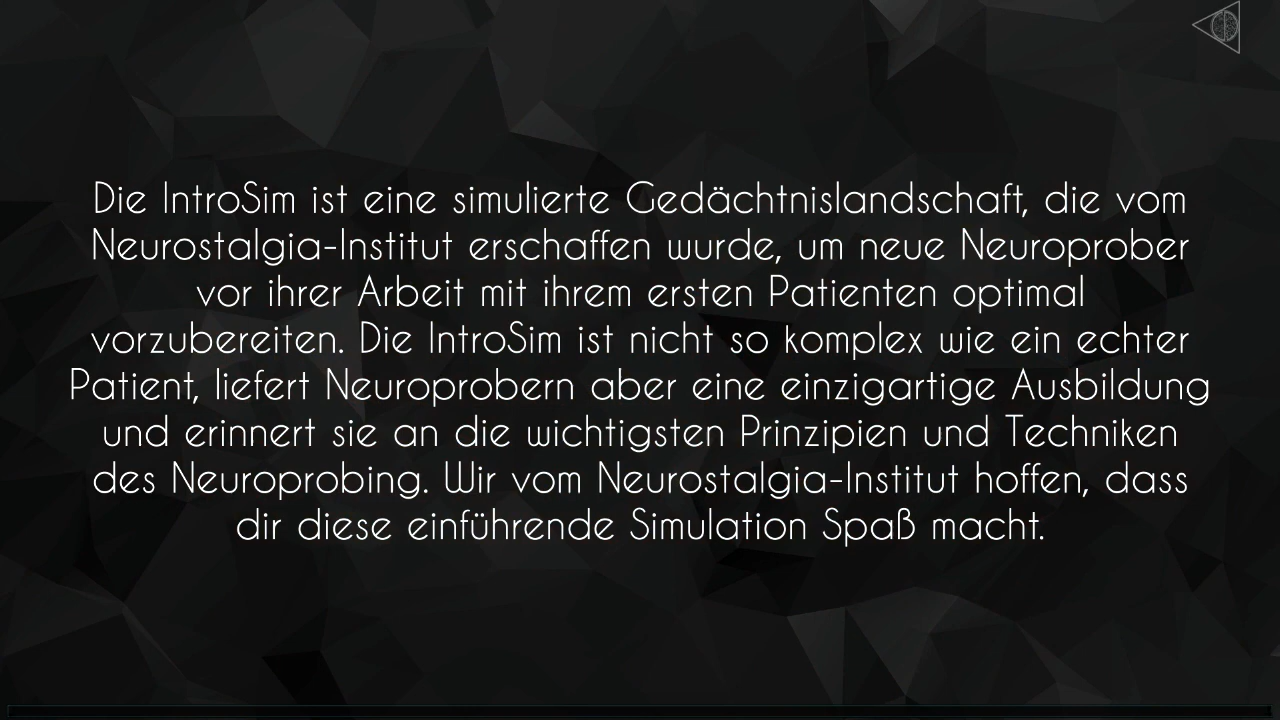 Die IntroSim ist eine simulierte Gedächtnislandschaft, die vom
Neurostalgia-Institut erschaffen wurde, um neue Neuroprober
vor ihrer Arbeit mit ihrem ersten Patienten optimal
vorzubereiten. Die IntroSim ist nicht so komplex wie ein echter
Patient, liefert Neuroprobern aber eine einzigartige Ausbildung
und erinnert sie an die wichtigsten Prinzipien und Techniken
des Neuroprobing. Wir vom Neurostalgia-Institut hoffen, dass
dir diese einführende Simulation Spaß macht.